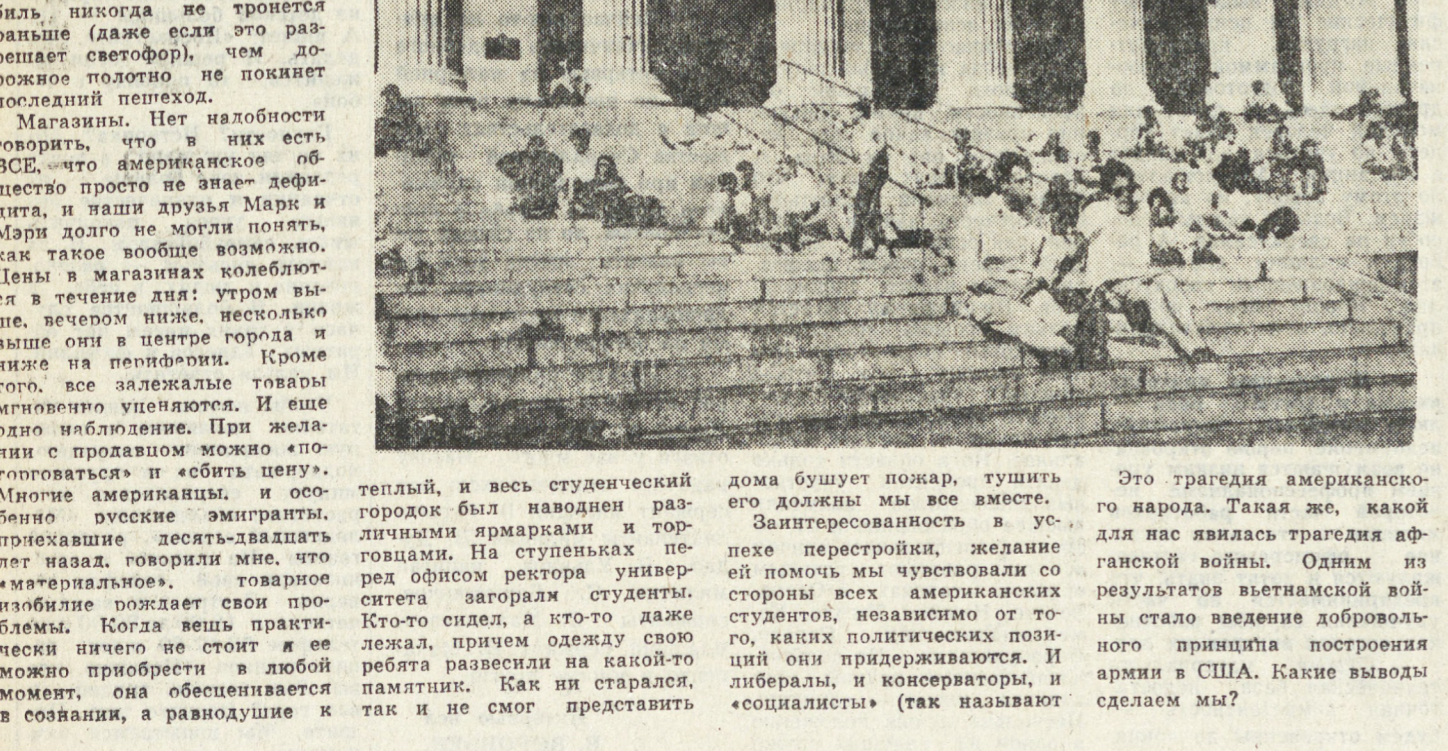 биль никогда не тронется
раньше (даже если это раз-
решает светофор), чем до-
рожное полотно не покинет
последний пешеход.
Магазины. Нет надобности
говорить, что в них есть
ВСЕ, что американское об-
щество просто не знает дефи-
цита, и наши друзья Марк и
Мэри долго не могли понять,
как такое вообще возможно.
Цены в магазинах колеблют-
ся в течение дня: утром вы-
ше, вечером ниже, несколько
выше они в центре города и
ниже на периферии. Кроме
того, все залежалые товары
мгновенно уценяются. И еще
одно наблюдение. При жела-
нии с продавцом можно «по-
торговаться» и «сбить цену».
Многие американцы, и осо-
бенно русские эмигранты,
приехавшие десять-двадцать
лет назад, говорили мне, что
«материальное», товарное
изобилие рождает свои про-
блемы. Когда вещь практи-
чески ничего не стоит и ее
можно приобрести в любой
момент, она обесценивается
в сознании, а равнодушие к
теплый, и весь студенческий
городок был наводнен раз-
личными ярмарками и тор-
говцами. На ступеньках пе-
ред офисом ректора универ-
ситета загорали студенты.
Кто-то сидел, а кто-то даже
лежал, причем одежду свою
ребята развесили на какой-то
памятник. Как ни старался,
так и не смог представить
дома бушует пожар, тушить
его должны мы все вместе.
Заинтересованность в ус-
пехе перестройки, желание
ей помочь мы чувствовали со
стороны всех американских
студентов, независимо от то-
го, каких политических пози-
ций они придерживаются. И
либералы, и консерваторы, и
«социалисты» (так называют
Это трагедия американско-
го народа. Такая же, какой
для нас явилась трагедия аф-
ганской войны. Одним из
результатов вьетнамской вой-
ны стало введение доброволь-
ного принципа построения
армии в США. Какие выводы
сделаем мы?